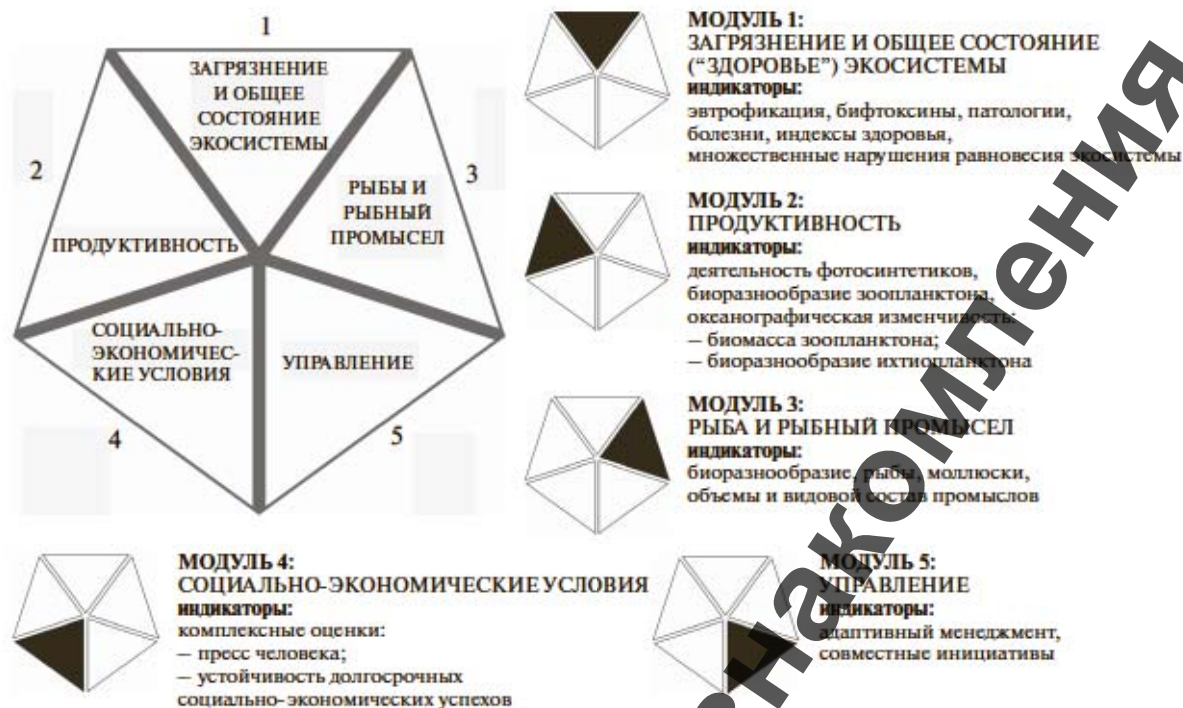 1
ЗАГРЯЗНЕНИЕ
И ОБЩЕЕ
СОСТОЯНИЕ
ЭКОСИСТЕМЫ
2
ПРОДУКТИВНОСТЬ
3
РЫБЫ И
РЫБНЫЙ
ПРОМЫСЕЛ
СОЦИАЛЬНО-
ЭКОНОМИЧЕС-
КИЕ УСЛОВИЯ
4
УПРАВЛЕНИЕ
5
МОДУЛЬ 1:
ЗАГРЯЗНЕНИЕ И ОБЩЕЕ СОСТОЯНИЕ
(“ЗДОРОВЬЕ”) ЭКОСИСТЕМЫ
индикаторы:
эвтрофикация, бифтоксины, патологии,
болезни, индексы здоровья,
множественные нарушения равновесия экосистемы
МОДУЛЬ 2:
ПРОДУКТИВНОСТЬ
индикаторы:
деятельность фотосинтетиков,
биоразнообразие зоопланктона,
океанографическая изменчивость:
– биомасса зоопланктона;
– биоразнообразие ихтиопланктона
МОДУЛЬ 3:
РЫБА И РЫБНЫЙ ПРОМЫСЕЛ
индикаторы:
биоразнообразие, рыбы, моллюски,
объемы и видовой состав промыслов
МОДУЛЬ 4:
СОЦИАЛЬНО-ЭКОНОМИЧЕСКИЕ УСЛОВИЯ
индикаторы:
комплексные оценки:
– пресс человека;
– устойчивость долгосрочных
социально-экономических успехов
МОДУЛЬ 5:
УПРАВЛЕНИЕ
индикаторы:
адаптивный менеджмент,
совместные инициативы
накомления